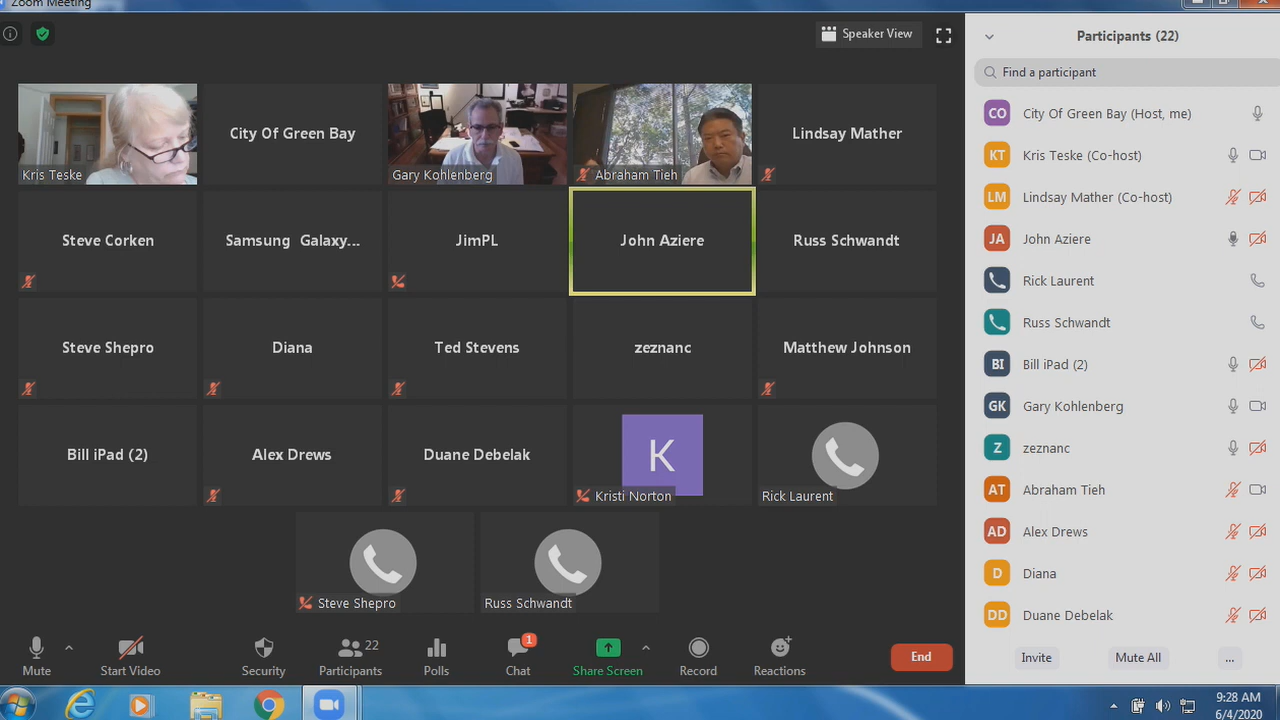 Zoom Meeting
Speaker View
Kris Teske
City Of Green Bay
Gary Kohlenberg
Abraham Tieh
Lindsay Mather
Steve Corken
Samsung Galaxy...
JimPL
John Aziere
Russ Schwandt
Steve Shepro
Diana
Ted Stevens
zeznanc
Matthew Johnson
Bill iPad (2)
Alex Drews
Duane Debelak
K
Kristi Norton
Rick Laurent
Steve Shepro
Russ Schwandt
Mute
Start Video
Security
22
Participants
Polls
1
Chat
Share Screen
Record
Reactions
End
Participants (22)
Find a participant
CO City Of Green Bay (Host, me)
KT Kris Teske (Co-host)
LM Lindsay Mather (Co-host)
JA John Aziere
Rick Laurent
Russ Schwandt
BI Bill iPad (2)
GK Gary Kohlenberg
Z zeznanc
AT Abraham Tieh
AD Alex Drews
D Diana
DD Duane Debelak
Invite
Mute All
...
9:28 AM
6/4/2020